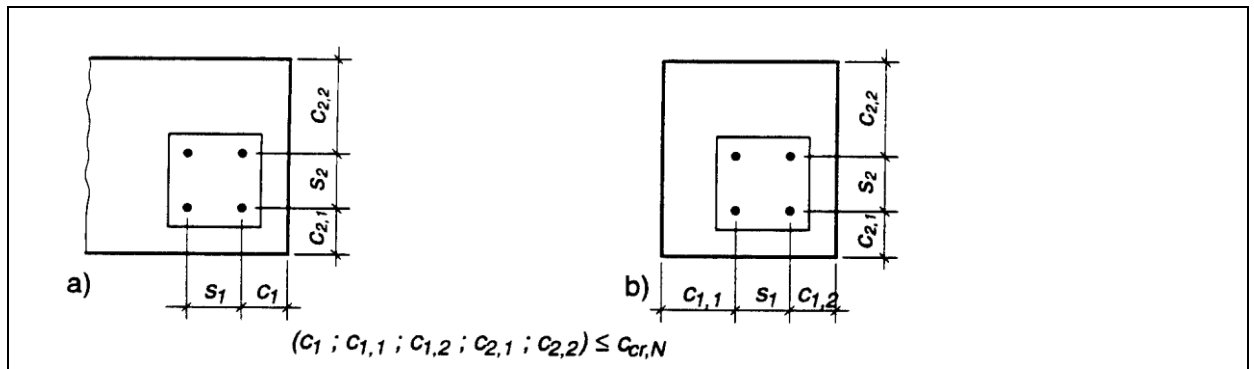 c2,2
s2
c2,1
a)
s1
c1
c2,2
s2
c2,1
b)
c1,1
s1
c1,2
(c1 ; c1,1 ; c1,2 ; c2,1 ; c2,2) ≤ ccr,N